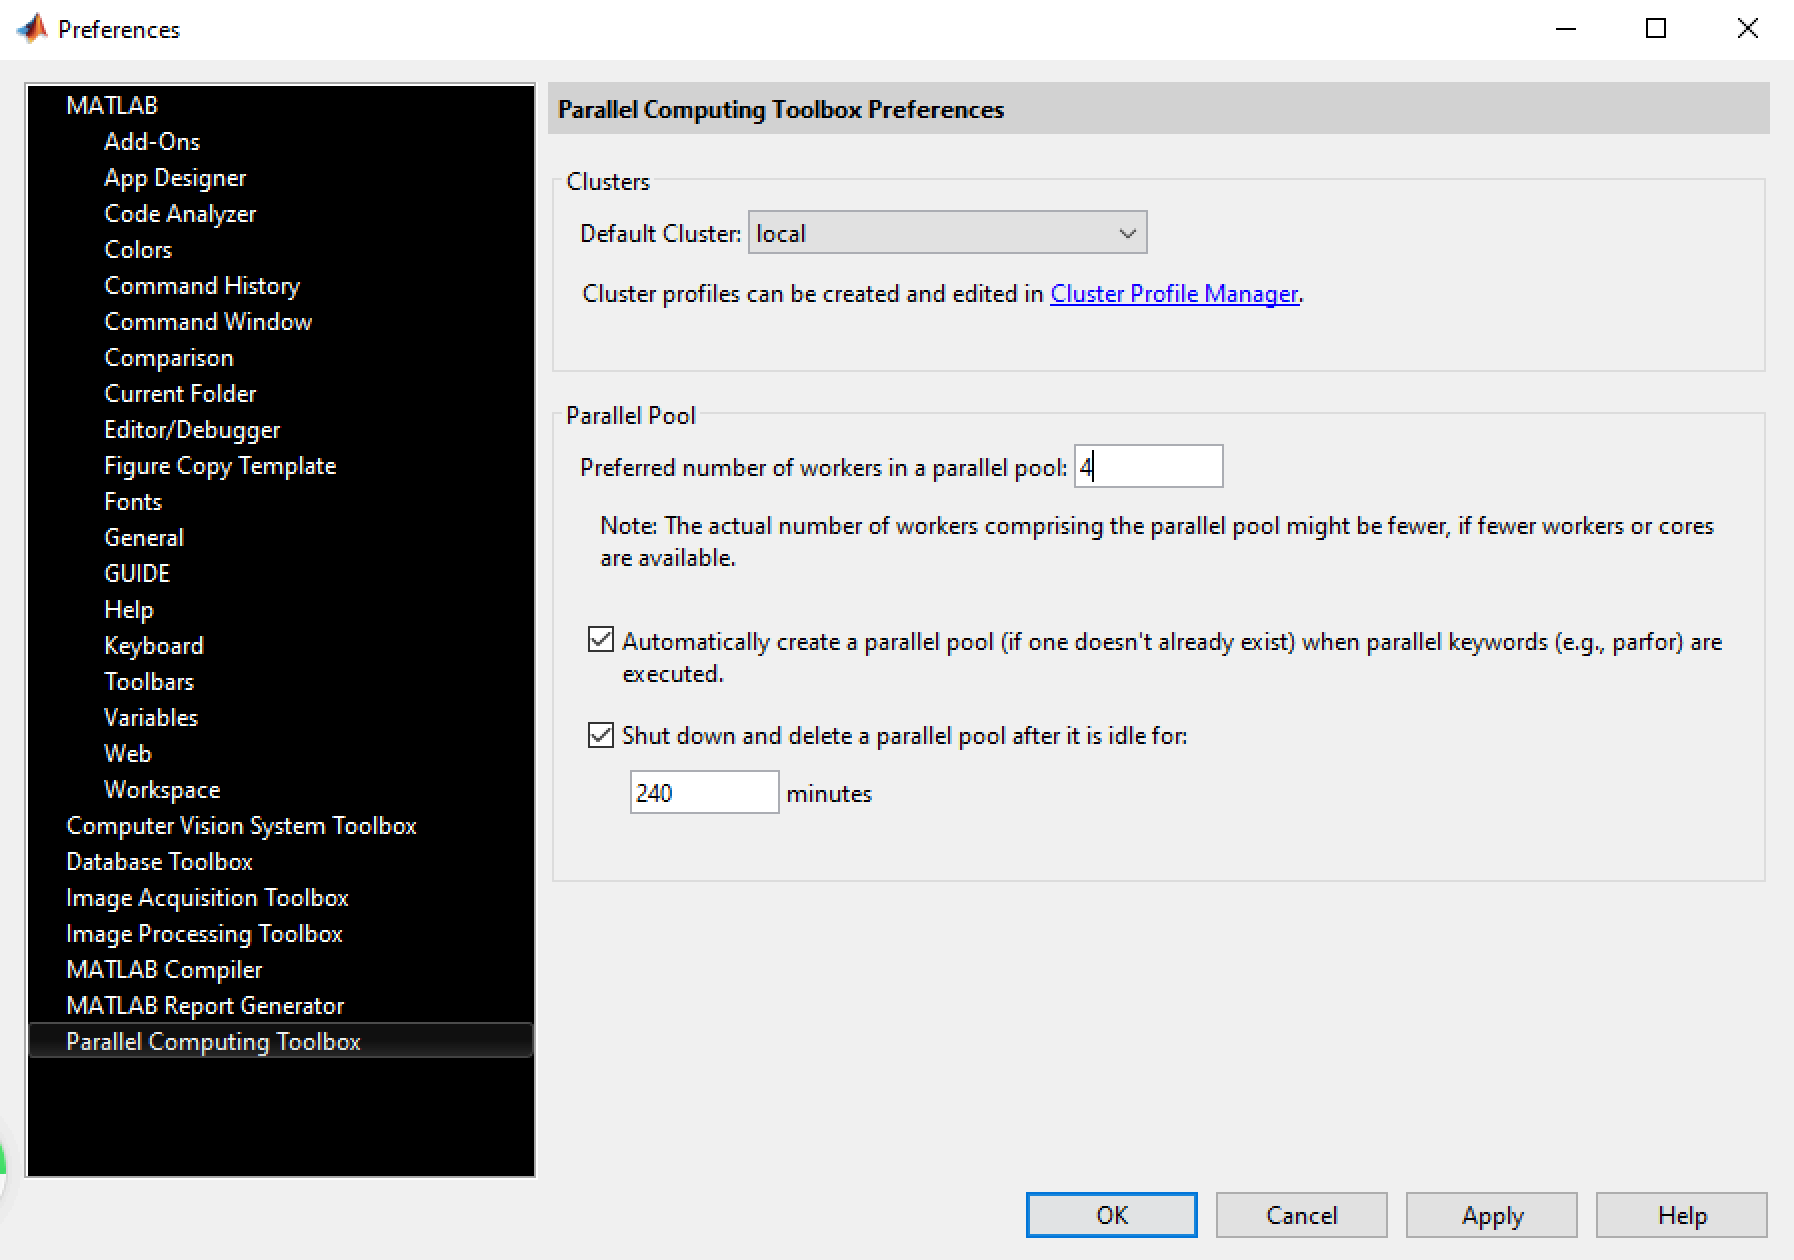 Preferences
MATLAB
Add-Ons
App Designer
Code Analyzer
Colors
Command History
Command Window
Comparison
Current Folder
Editor/Debugger
Figure Copy Template
Fonts
General
GUIDE
Help
Keyboard
Toolbars
Variables
Web
Workspace
Computer Vision System Toolbox
Database Toolbox
Image Acquisition Toolbox
Image Processing Toolbox
MATLAB Compiler
MATLAB Report Generator
Parallel Computing Toolbox
Parallel Computing Toolbox Preferences
Clusters
Default Cluster: local
Cluster profiles can be created and edited in Cluster Profile Manager.
Parallel Pool
Preferred number of workers in a parallel pool: 4
Note: The actual number of workers comprising the parallel pool might be fewer, if fewer workers or cores
are available.
Automatically create a parallel pool (if one doesn't already exist) when parallel keywords (e.g., parfor) are
executed.
Shut down and delete a parallel pool after it is idle for:
240 minutes
OK Cancel Apply Help